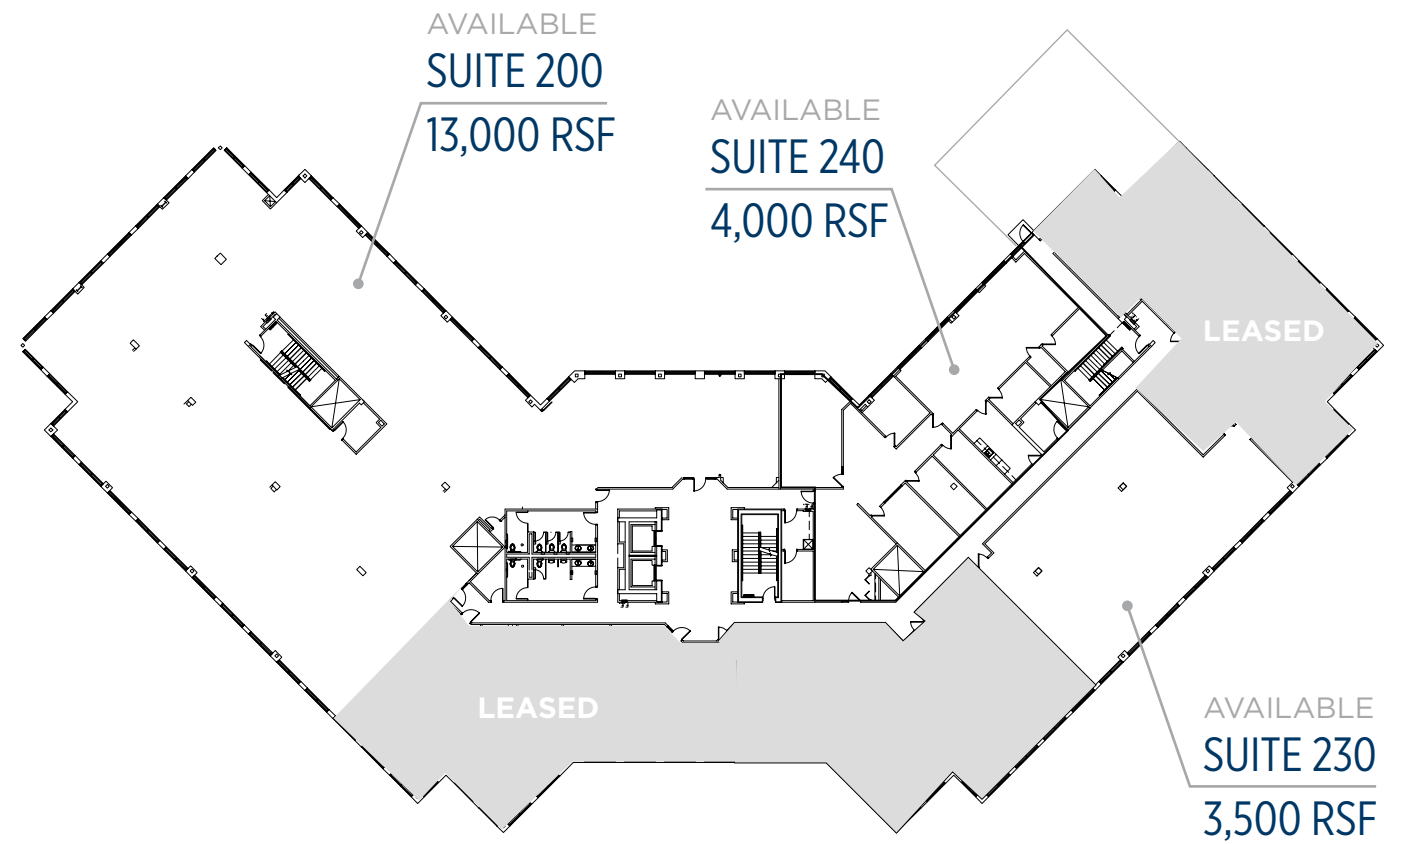 AVAILABLE
SUITE 200
13,000 RSF
AVAILABLE
SUITE 240
4,000 RSF
LEASED
LEASED
AVAILABLE
SUITE 230
3,500 RSF